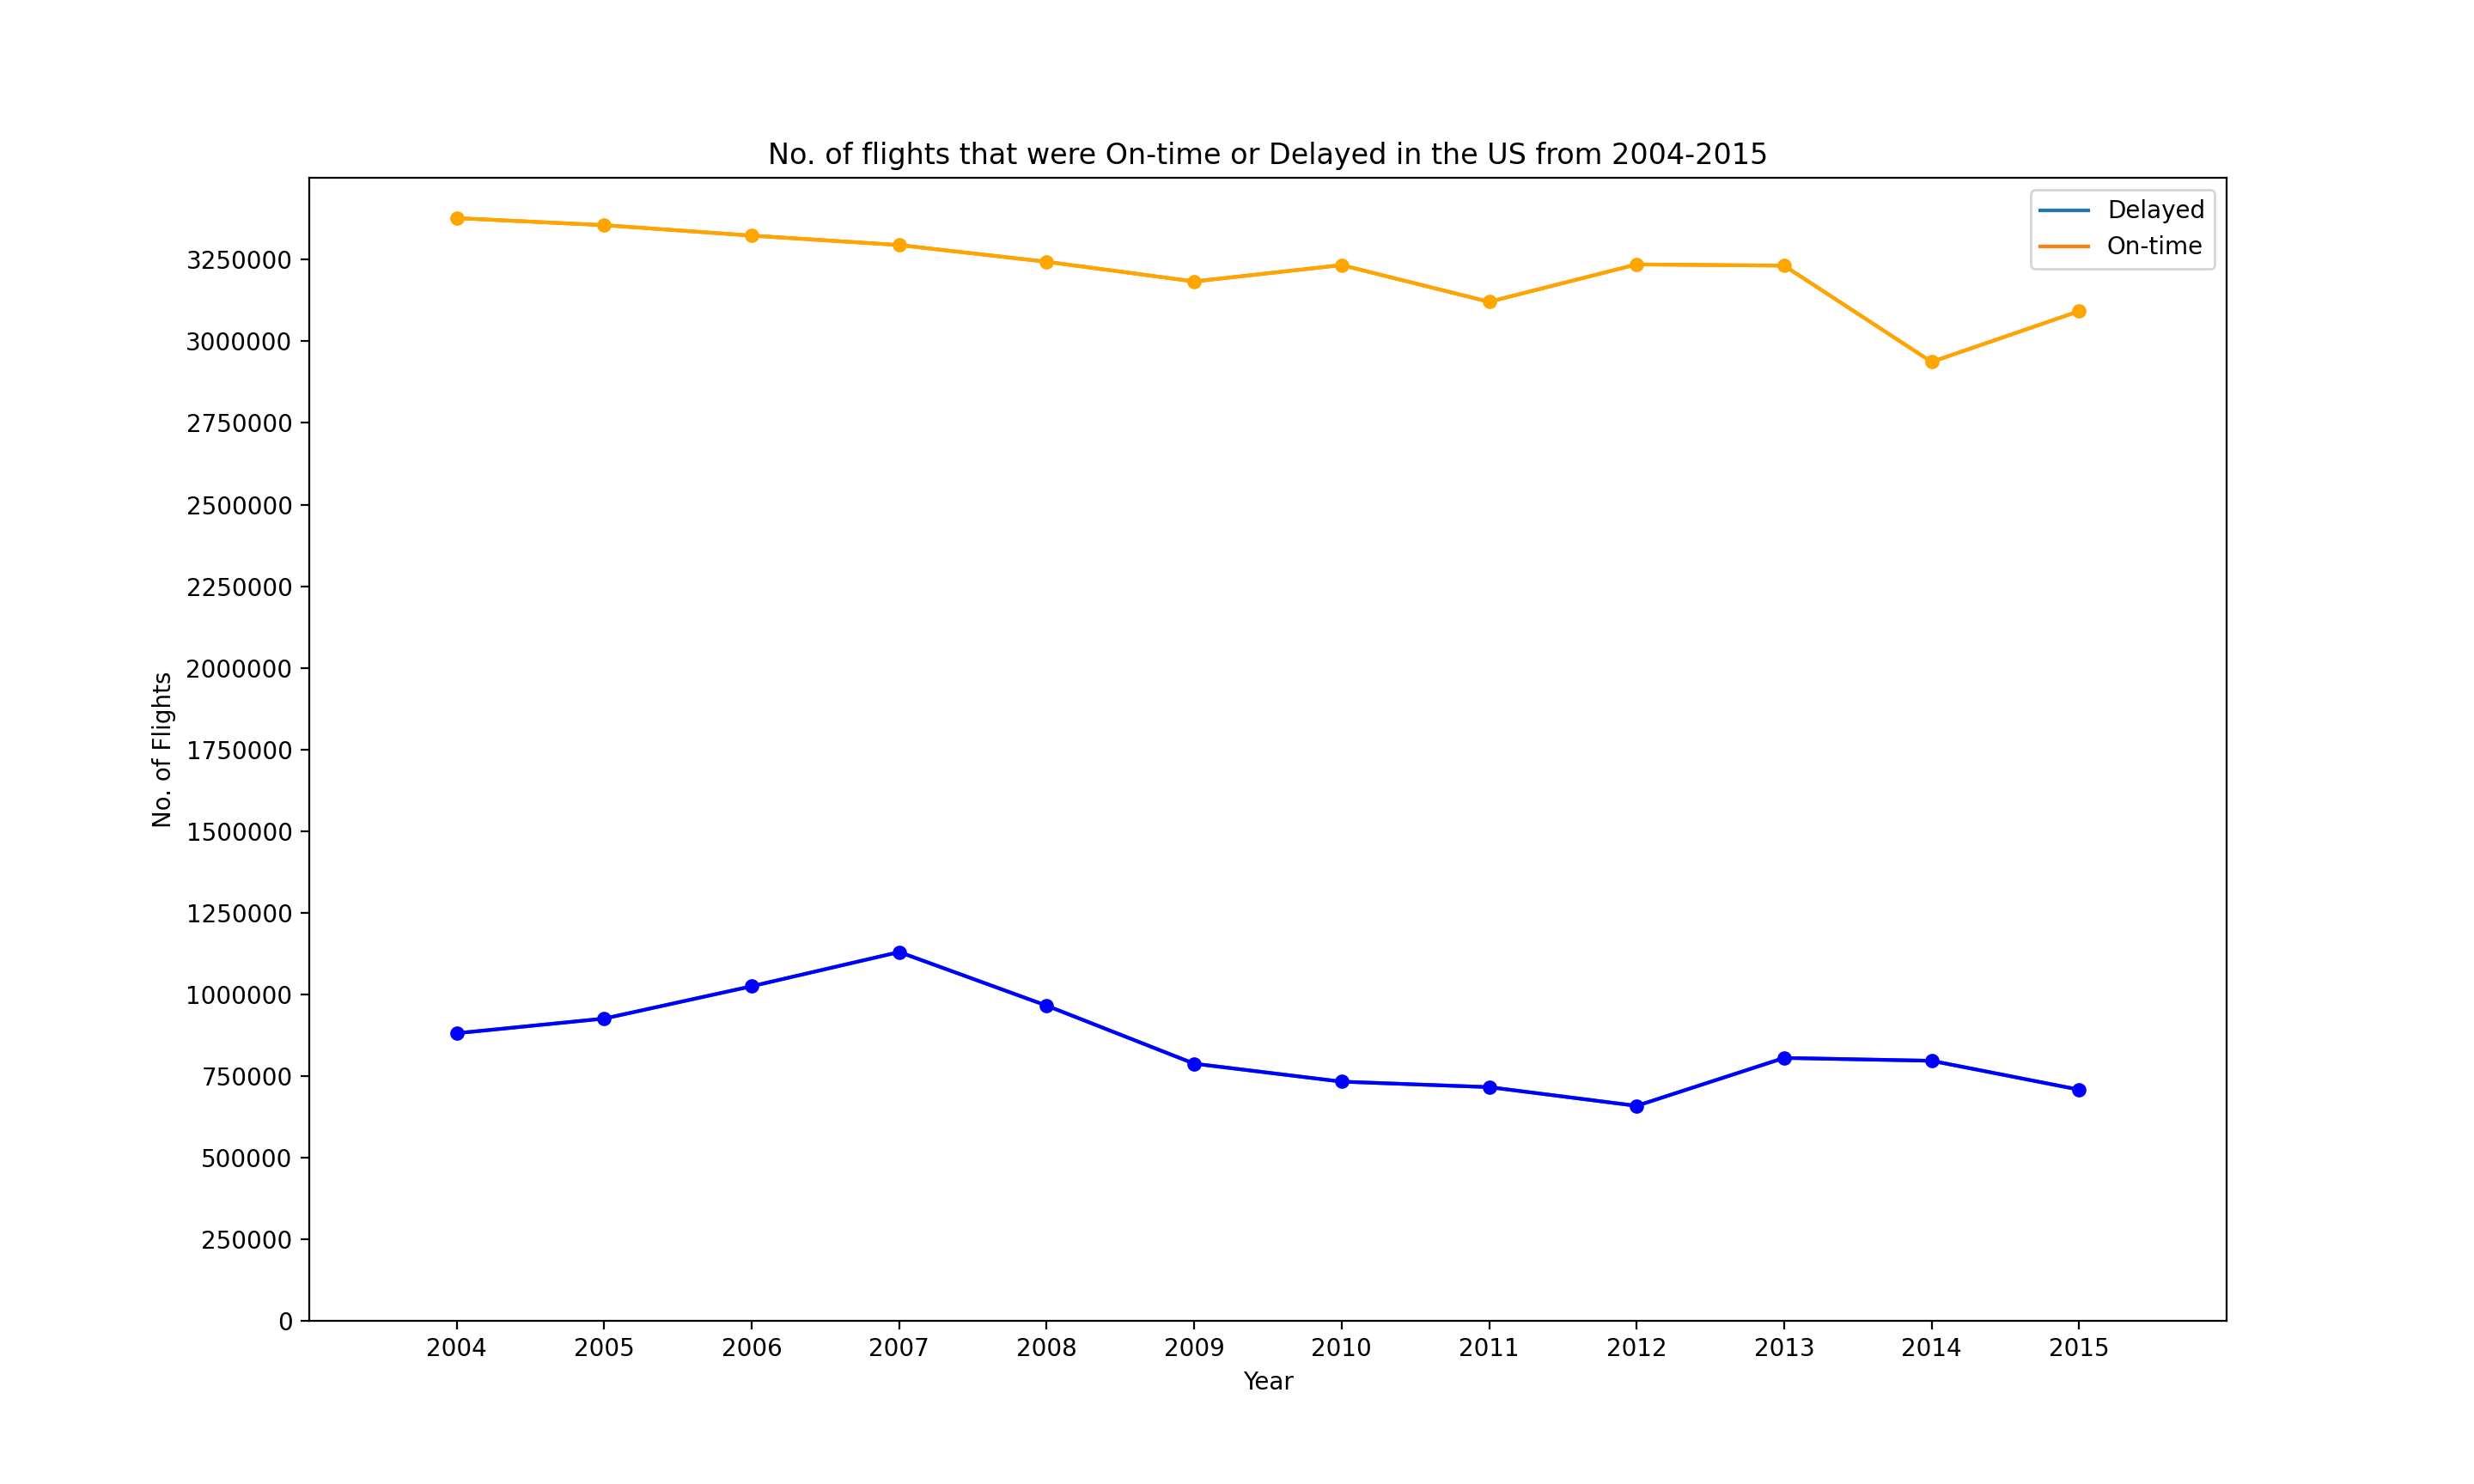 No. of flights that were On-time or Delayed in the US from 2004-2015
Delayed
On-time
3250000
3000000
2750000
2500000
2250000
2000000
1750000
1500000
1250000
1000000
750000
500000
250000
0
No. of Flights
2004 2005 2006 2007 2008 2009 2010 2011 2012 2013 2014 2015
Year